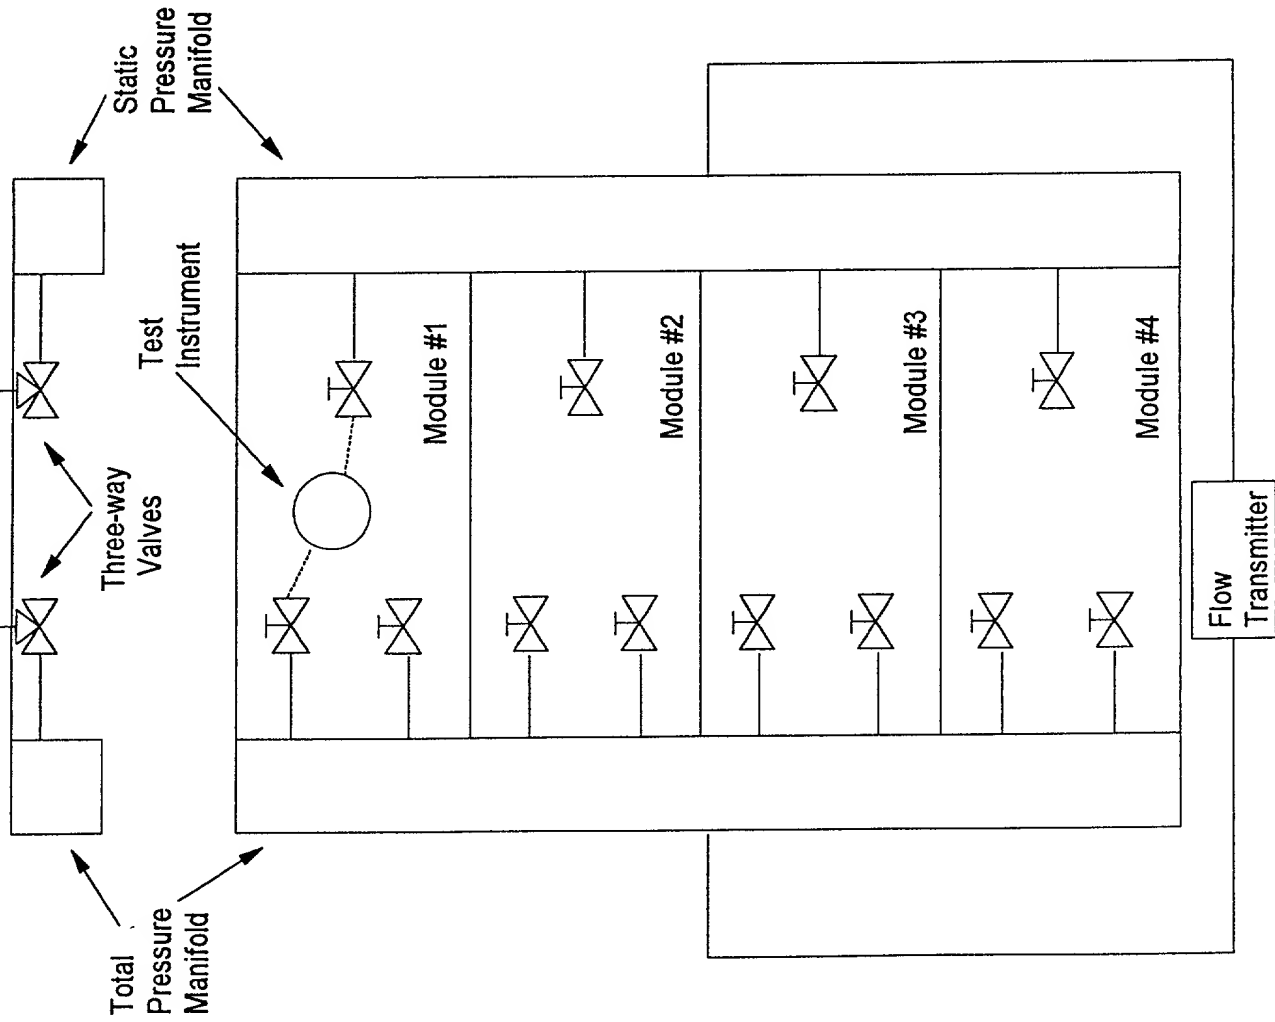 Static
Pressure
Manifold
Test
Instrument
Three-way
Valves
Total
Pressure
Manifold
Module #1
Module #2
Module #3
Module #4
Flow
Transmitter